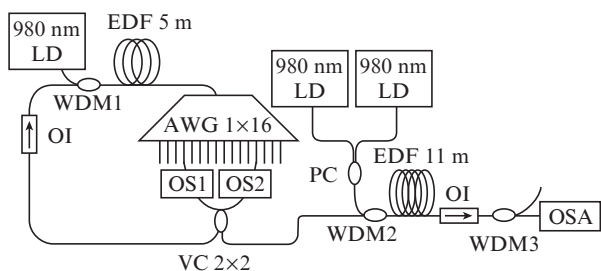 EDF 5 m
980 nm
LD
WDM1
OI
AWG 1×16
OS1
OS2
VC 2×2
980 nm
LD
980 nm
LD
PC
EDF 11 m
WDM2
OI
WDM3
OSA